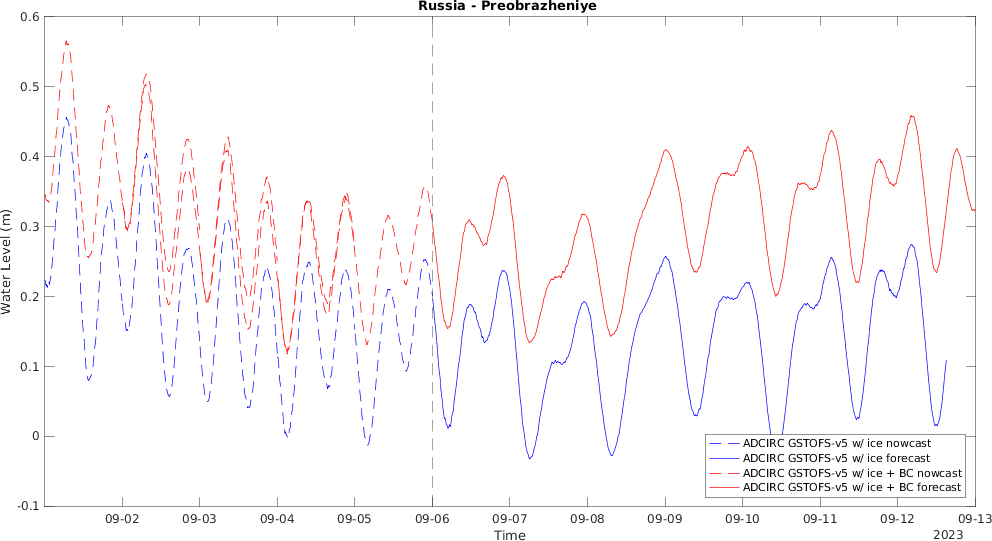 Russia - Preobrazheniye
0.6
0.5
0.4
0.3
0.2
0.1
0
-0.1
Water Level (m)
ADCIRC GSTOFS-v5 w/ ice nowcast
ADCIRC GSTOFS-v5 w/ ice forecast
ADCIRC GSTOFS-v5 w/ ice + BC nowcast
ADCIRC GSTOFS-v5 w/ ice + BC forecast
09-02 09-03 09-04 09-05 09-06 09-07 09-08 09-09 09-10 09-11 09-12 09-13
Time
2023